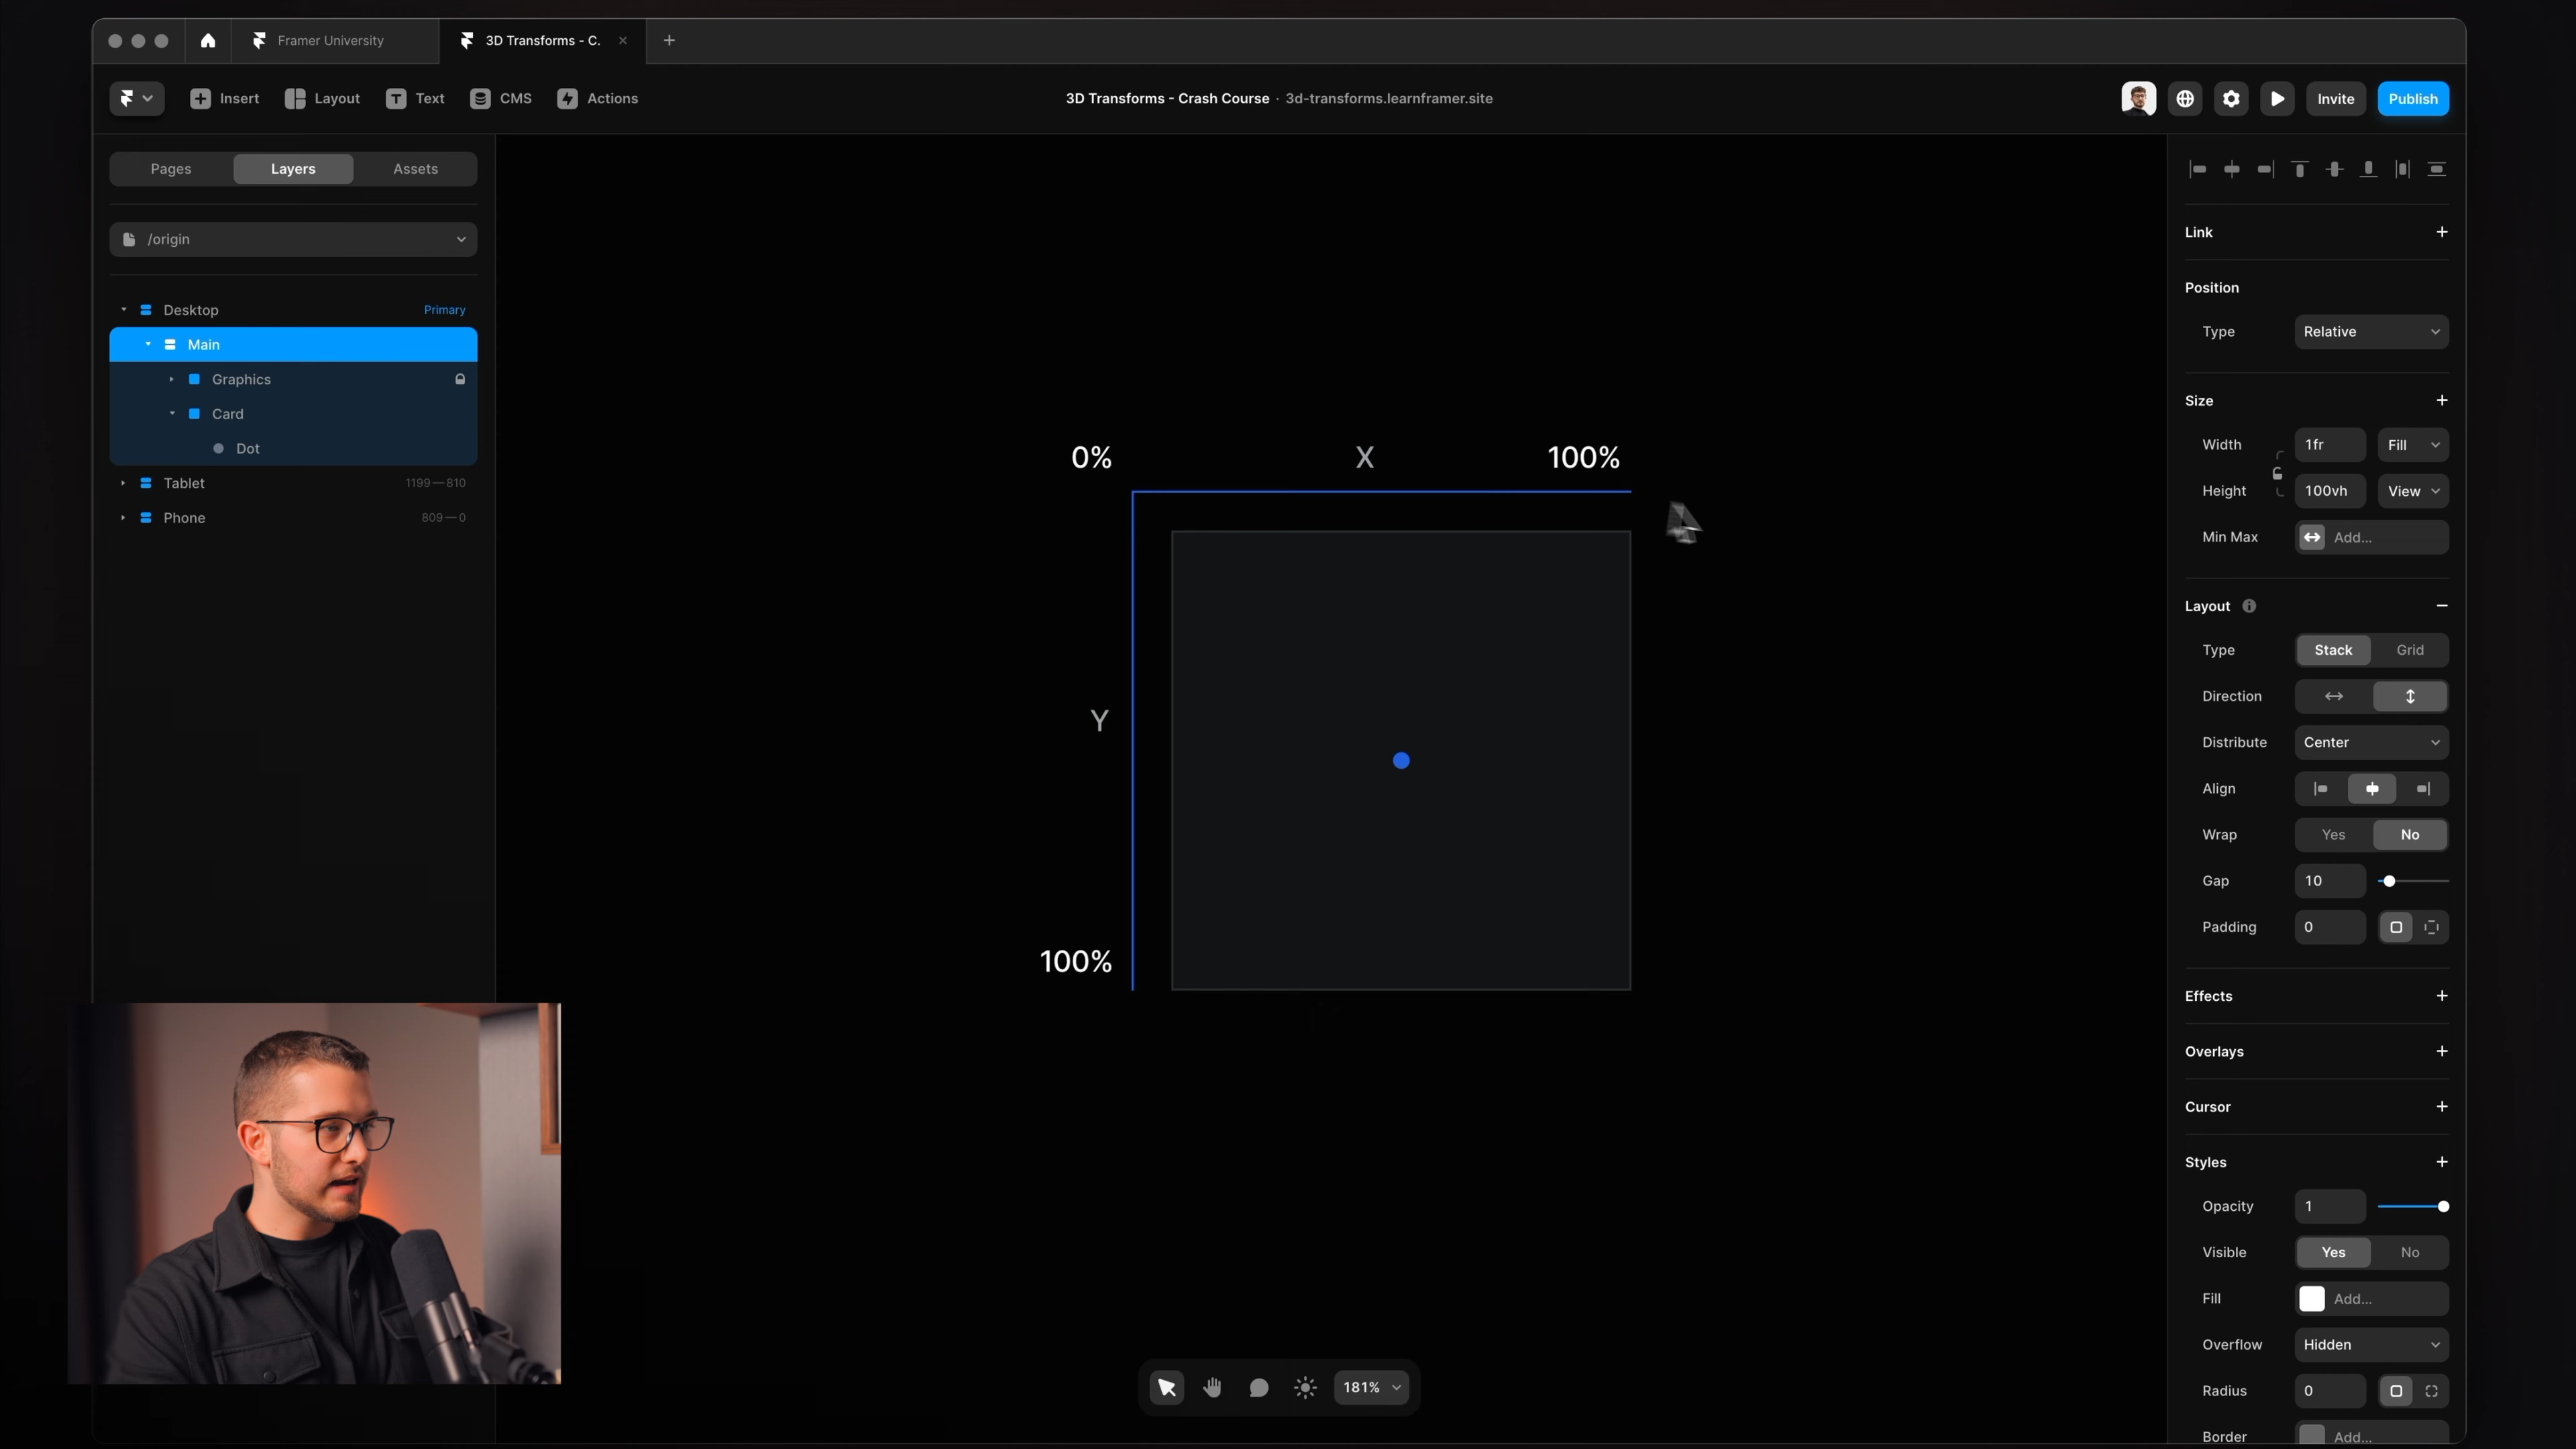 Framer University
3D Transforms - C.
Insert
Layout
Text
CMS
Actions
3D Transforms - Crash Course · 3d-transforms.learnframer.site
Invite
Publish
Pages
Layers
Assets
/origin
Desktop
Primary
Main
Graphics
Card
Dot
Tablet
1199—810
Phone
809—0
0%
X
100%
Y
100%
181%
Link
Position
Type
Relative
Size
Width
1fr
Fill
Height
100vh
View
Min Max
Add...
Layout
Type
Stack
Grid
Direction
Distribute
Center
Align
Wrap
Yes
No
Gap
10
Padding
0
Effects
Overlays
Cursor
Styles
Opacity
1
Visible
Yes
No
Fill
Add...
Overflow
Hidden
Radius
0
Border
Add...